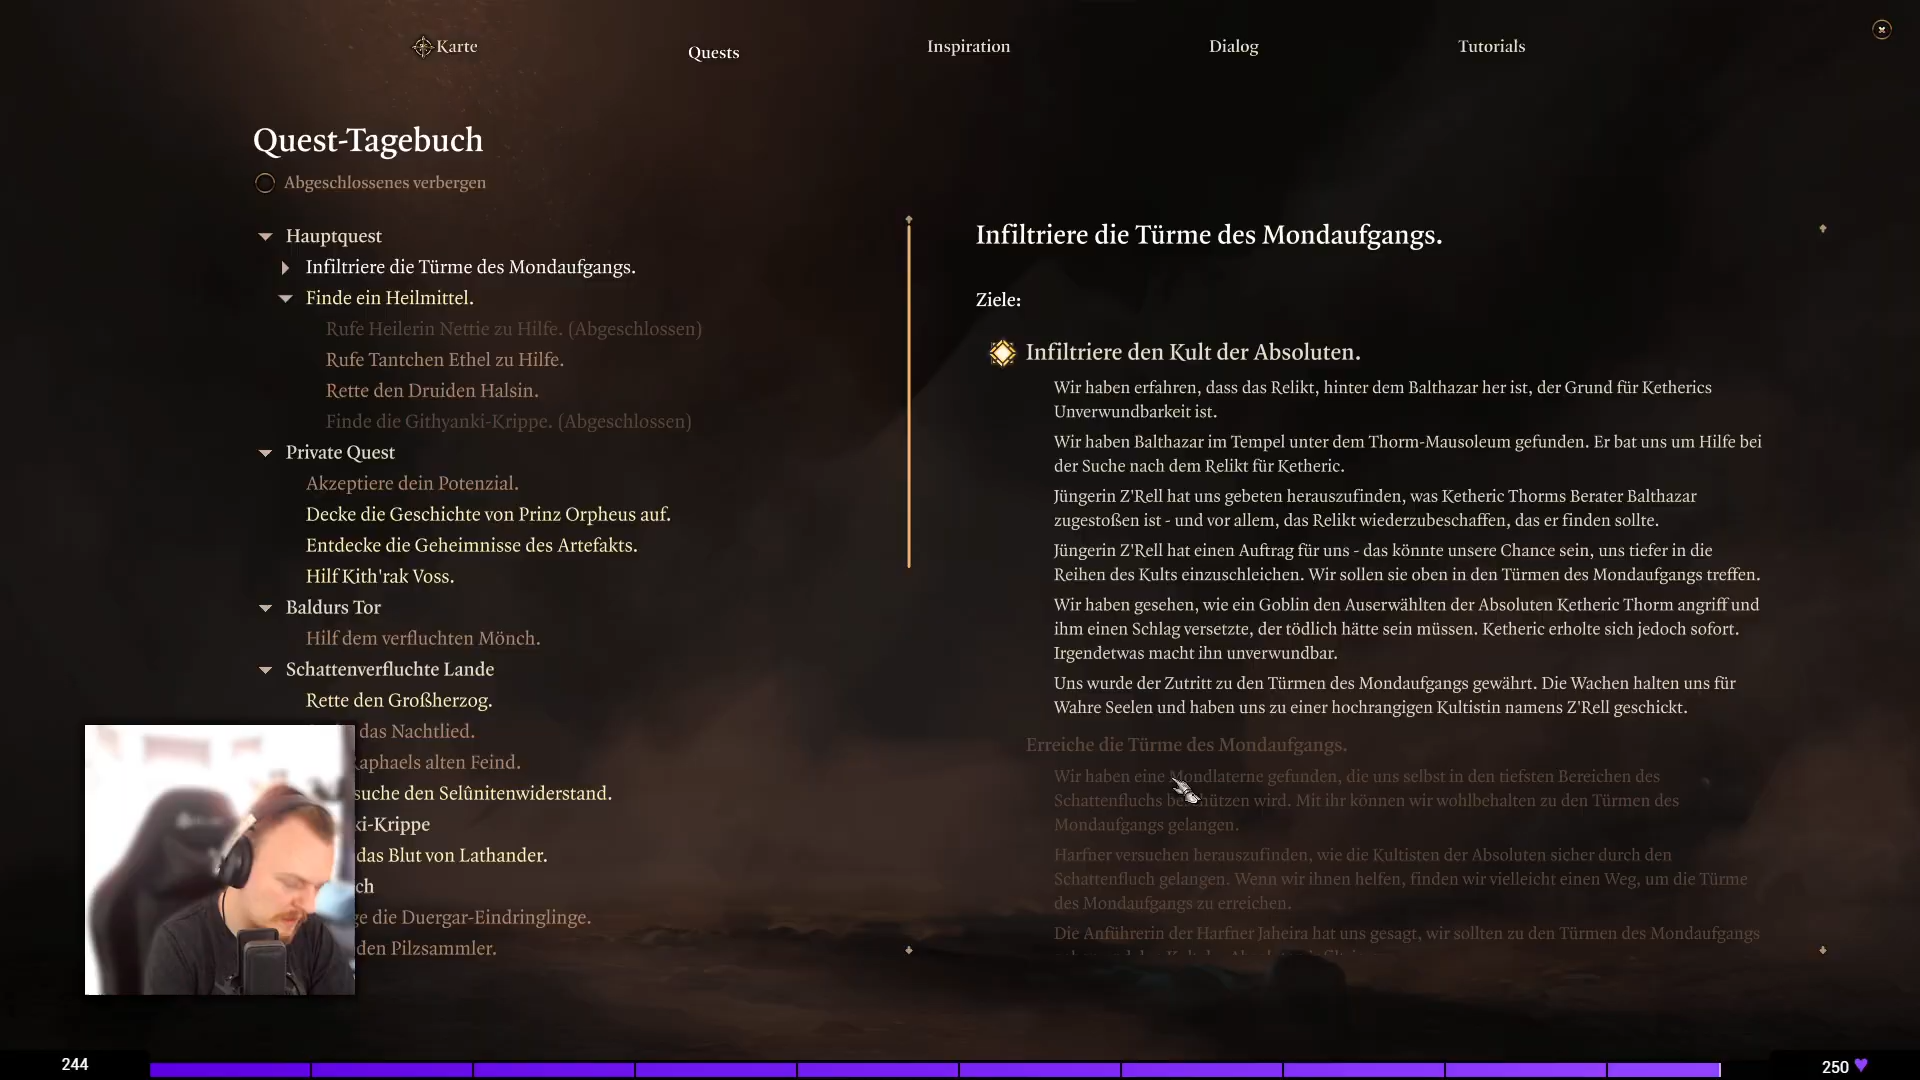 Karte
Quests
Inspiration
Dialog
Tutorials
Quest-Tagebuch
Abgeschlossenes verbergen
Hauptquest
Infiltriere die Türme des Mondaufgangs.
Finde ein Heilmittel.
Rufe Heilerin Nettie zu Hilfe. (Abgeschlossen)
Rufe Tantchen Ethel zu Hilfe.
Rette den Druiden Halsin.
Finde die Githyanki-Krippe. (Abgeschlossen)
Private Quest
Akzeptiere dein Potenzial.
Decke die Geschichte von Prinz Orpheus auf.
Entdecke die Geheimnisse des Artefakts.
Hilf Kith'rak Voss.
Baldurs Tor
Hilf dem verfluchten Mönch.
Schattenverfluchte Lande
Rette den Großherzog.
das Nachtlied.
aphaels alten Feind.
suche den Selûnitenwiderstand.
ki-Krippe
das Blut von Lathander.
ch
ge die Duergar-Eindringlinge.
den Pilzsammler.
Infiltriere die Türme des Mondaufgangs.
Ziele:
Infiltriere den Kult der Absoluten.
Wir haben erfahren, dass das Relikt, hinter dem Balthazar her ist, der Grund für Ketherics
Unverwundbarkeit ist.
Wir haben Balthazar im Tempel unter dem Thorm-Mausoleum gefunden. Er bat uns um Hilfe bei
der Suche nach dem Relikt für Ketheric.
Jüngerin Z'Rell hat uns gebeten herauszufinden, was Ketheric Thorms Berater Balthazar
zugestoßen ist - und vor allem, das Relikt wiederzubeschaffen, das er finden sollte.
Jüngerin Z'Rell hat einen Auftrag für uns - das könnte unsere Chance sein, uns tiefer in die
Reihen des Kults einzuschleichen. Wir sollen sie oben in den Türmen des Mondaufgangs treffen.
Wir haben gesehen, wie ein Goblin den Auserwählten der Absoluten Ketheric Thorm angriff und
ihm einen Schlag versetzte, der tödlich hätte sein müssen. Ketheric erholte sich jedoch sofort.
Irgendetwas macht ihn unverwundbar.
Uns wurde der Zutritt zu den Türmen des Mondaufgangs gewährt. Die Wachen halten uns für
Wahre Seelen und haben uns zu einer hochrangigen Kultistin namens Z'Rell geschickt.
Erreiche die Türme des Mondaufgangs.
Wir haben eine Mondlaterne gefunden, die uns selbst in den tiefsten Bereichen des
Schattenfluchs beschützen wird. Mit ihr können wir wohlbehalten zu den Türmen des
Mondaufgangs gelangen.
Harfner versuchen herauszufinden, wie die Kultisten der Absoluten sicher durch den
Schattenfluch gelangen. Wenn wir ihnen helfen, finden wir vielleicht einen Weg, um die Türme
des Mondaufgangs zu erreichen.
Die Anführerin der Harfner Jaheira hat uns gesagt, wir sollten zu den Türmen des Mondaufgangs
244
250